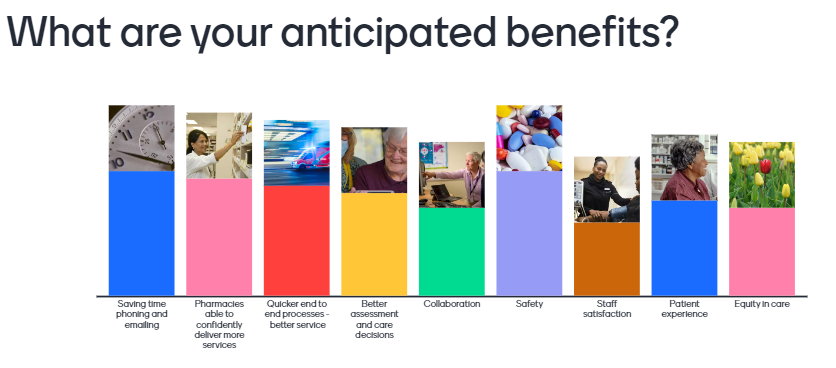 What are your anticipated benefits?
Saving time
phoning and
emailing
Pharmacies
able to
confidently
deliver more
services
Quicker end to
end processes -
better service
Better
assessment
and care
decisions
Collaboration
Safety
Staff
satisfaction
Patient
experience
Equity in care
11
10